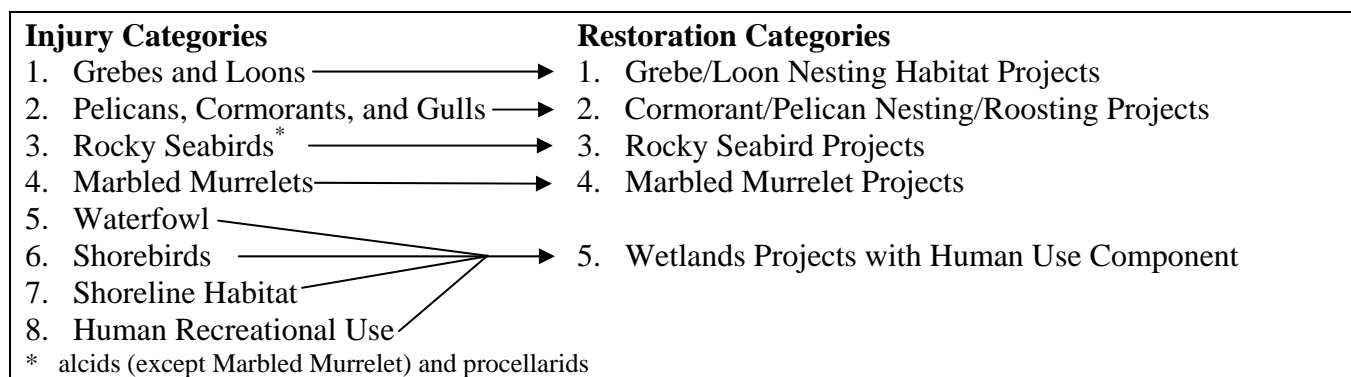 Injury Categories Restoration Categories
1. Grebes and Loons 1. Grebe/Loon Nesting Habitat Projects
2. Pelicans, Cormorants, and Gulls 2. Cormorant/Pelican Nesting/Roosting Projects
3. Rocky Seabirds* 3. Rocky Seabird Projects
4. Marbled Murrelets 4. Marbled Murrelet Projects
5. Waterfowl
6. Shorebirds 5. Wetlands Projects with Human Use Component
7. Shoreline Habitat
8. Human Recreational Use
* alcids (except Marbled Murrelet) and procellarids